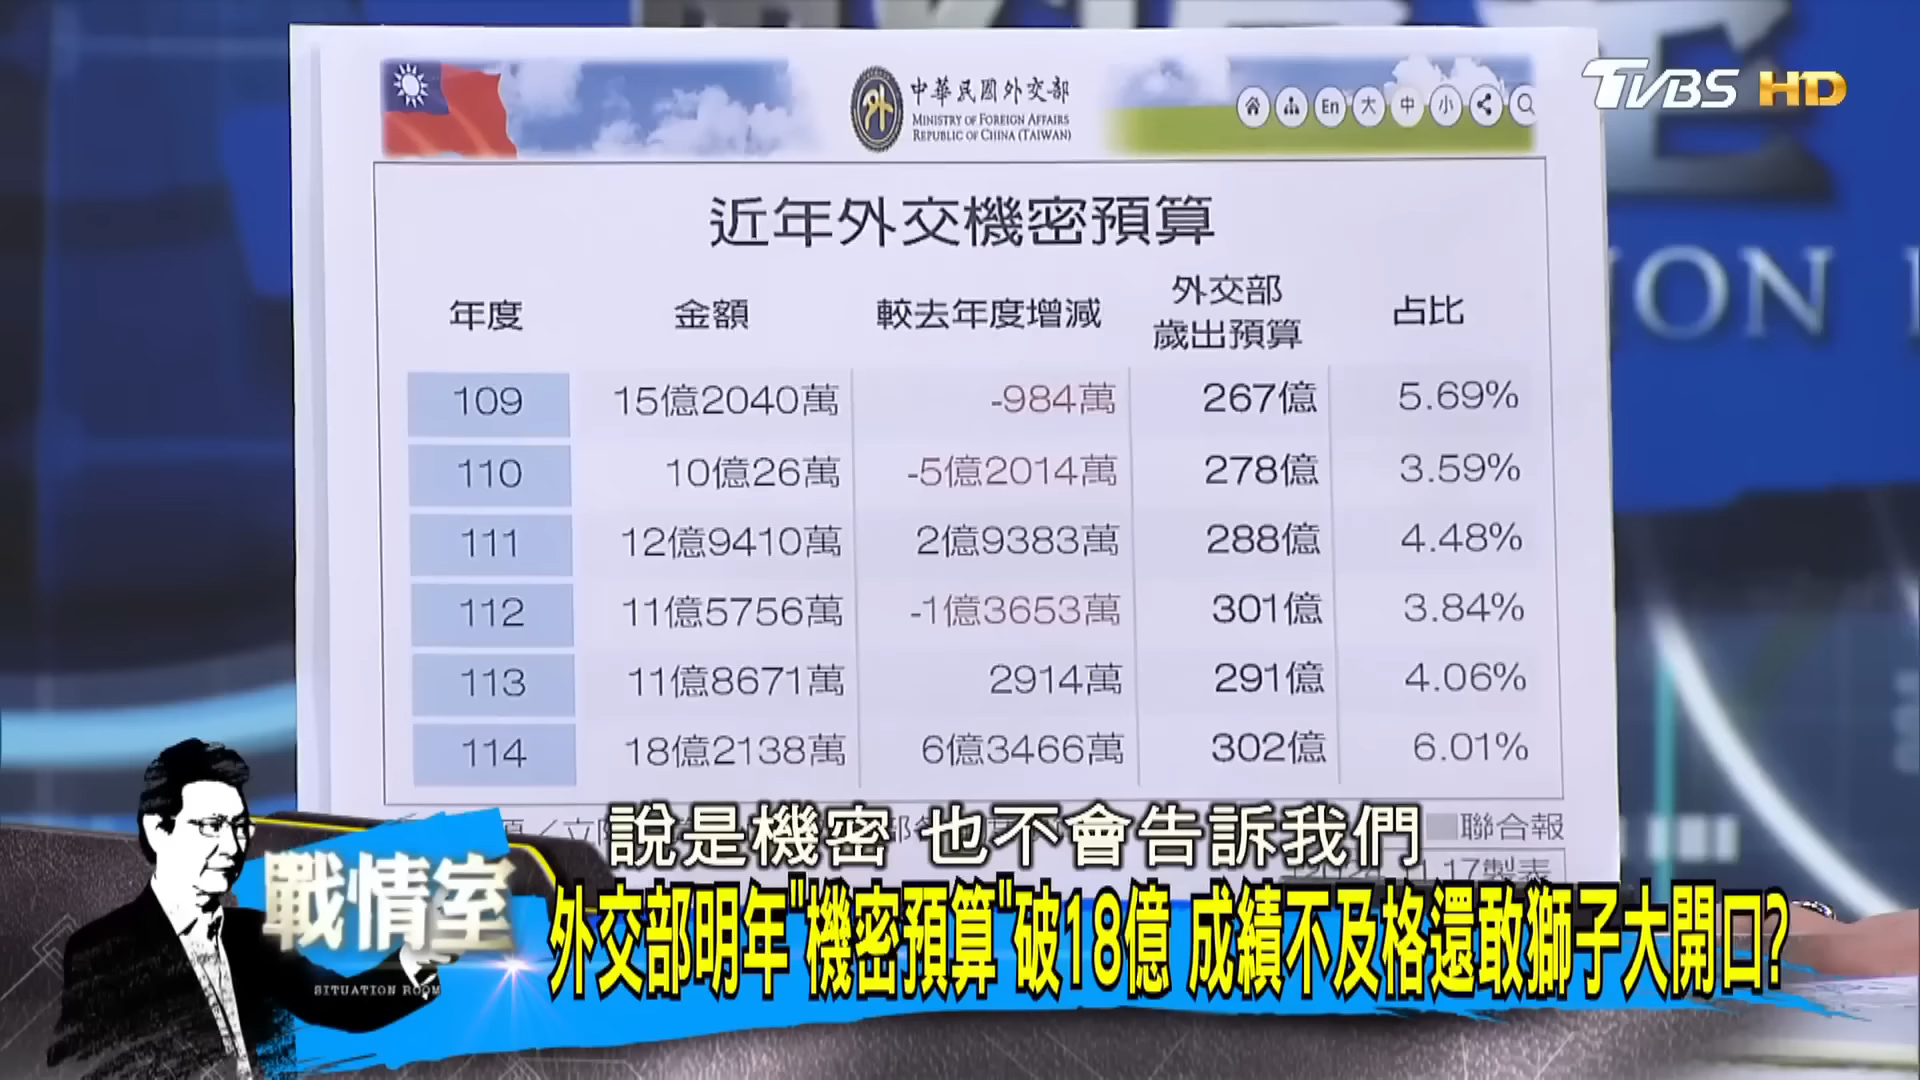 TVBS HD
中華民國外交部
MINISTRY OF FOREIGN AFFAIRS
REPUBLIC OF CHINA (TAIWAN)
En 大 中 小
近年外交機密預算
年度 金額 較去年度增減 外交部歲出預算 占比
109 15億2040萬 -984萬 267億 5.69%
110 10億26萬 -5億2014萬 278億 3.59%
111 12億9410萬 2億9383萬 288億 4.48%
112 11億5756萬 -1億3653萬 301億 3.84%
113 11億8671萬 2914萬 291億 4.06%
114 18億2138萬 6億3466萬 302億 6.01%
聯合報
說是機密 也不會告訴我們
戰情室
SITUATION ROOM
外交部明年"機密預算"破18億 成績不及格還敢獅子大開口?